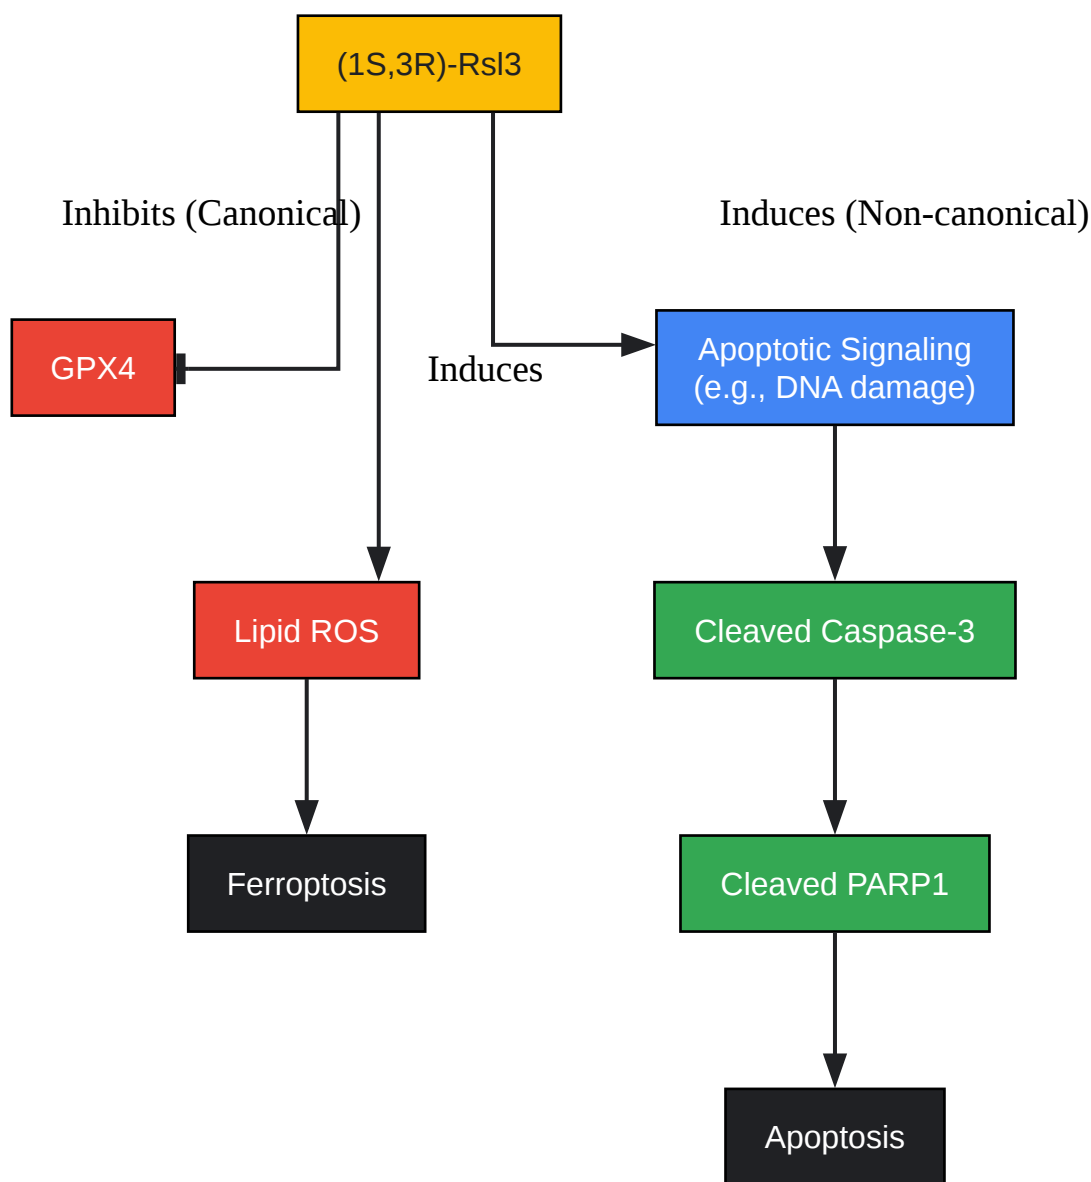 (1S,3R)-Rsl3
Inhibits (Canonical)
Induces (Non-canonical)
GPX4
Induces
Apoptotic Signaling
(e.g., DNA damage)
Lipid ROS
Cleaved Caspase-3
Ferroptosis
Cleaved PARP1
Apoptosis